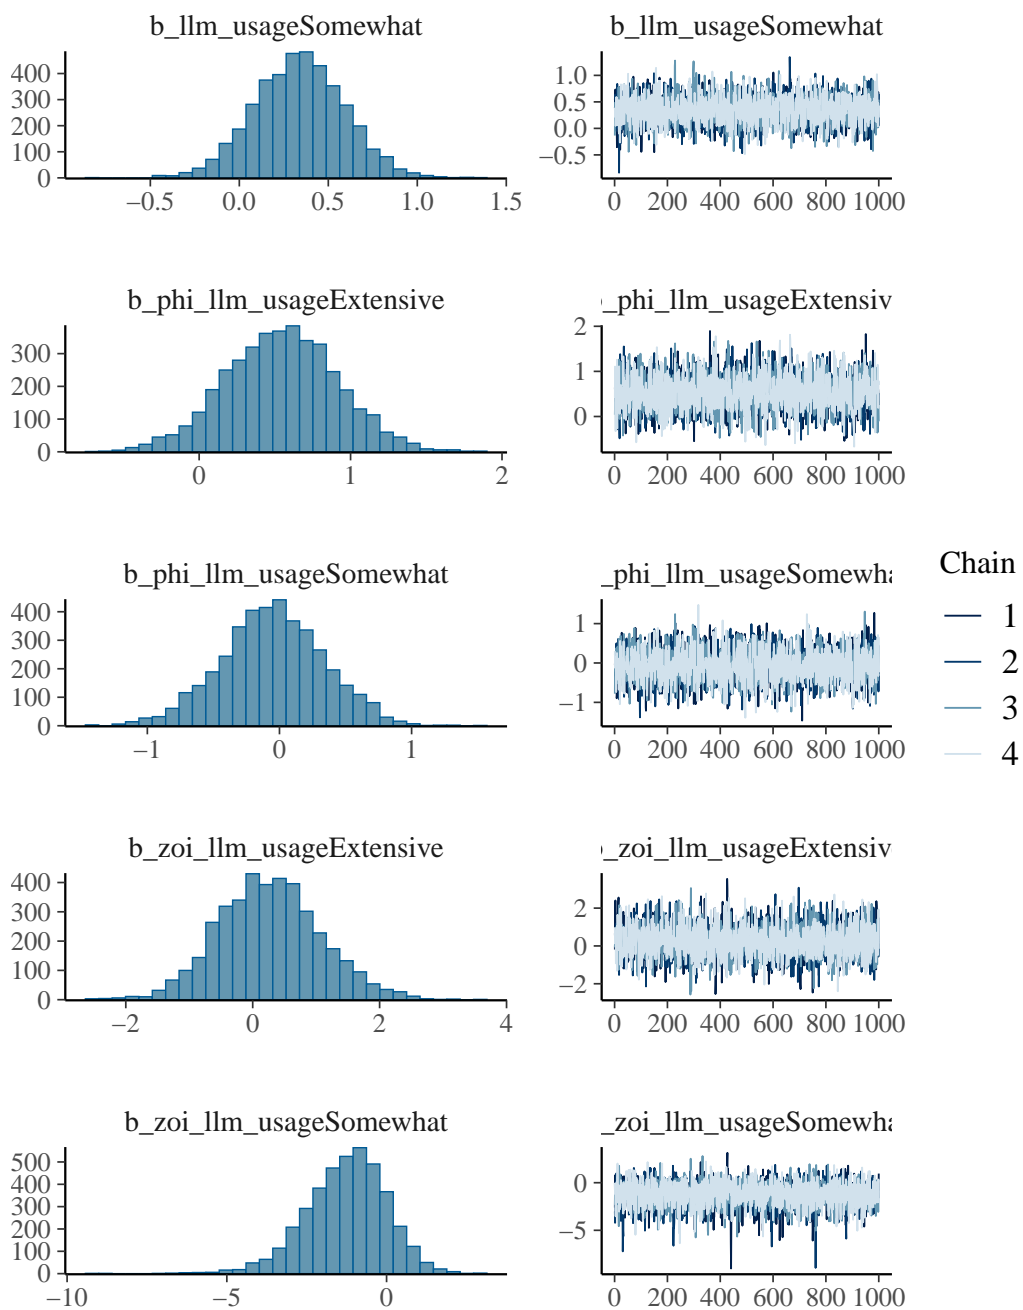 b_llm_usageSomewhat
400
300
200
100
0
−0.5 0.0 0.5 1.0 1.5
b_llm_usageSomewhat
1.0
0.5
0.0
−0.5
0 200 400 600 800 1000
b_phi_llm_usageExtensive
300
200
100
0
0 1 2
_phi_llm_usageExtensiv
2
1
0
0 200 400 600 800 1000
b_phi_llm_usageSomewhat
400
300
200
100
0
−1 0 1
_phi_llm_usageSomewha
1
0
−1
0 200 400 600 800 1000
Chain
1
2
3
4
b_zoi_llm_usageExtensive
400
300
200
100
0
−2 0 2 4
_zoi_llm_usageExtensiv
2
0
−2
0 200 400 600 800 1000
b_zoi_llm_usageSomewhat
500
400
300
200
100
0
−10 −5 0
_zoi_llm_usageSomewha
0
−5
0 200 400 600 800 1000